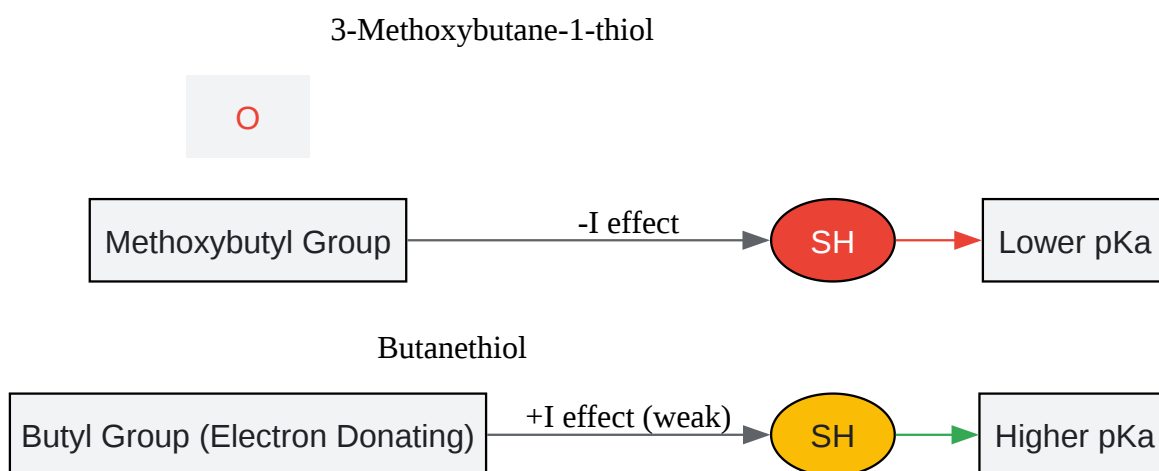 3-Methoxybutane-1-thiol
O
Methoxybutyl Group
-I effect
SH
Lower pKa
Butanethiol
Butyl Group (Electron Donating)
+I effect (weak)
SH
Higher pKa